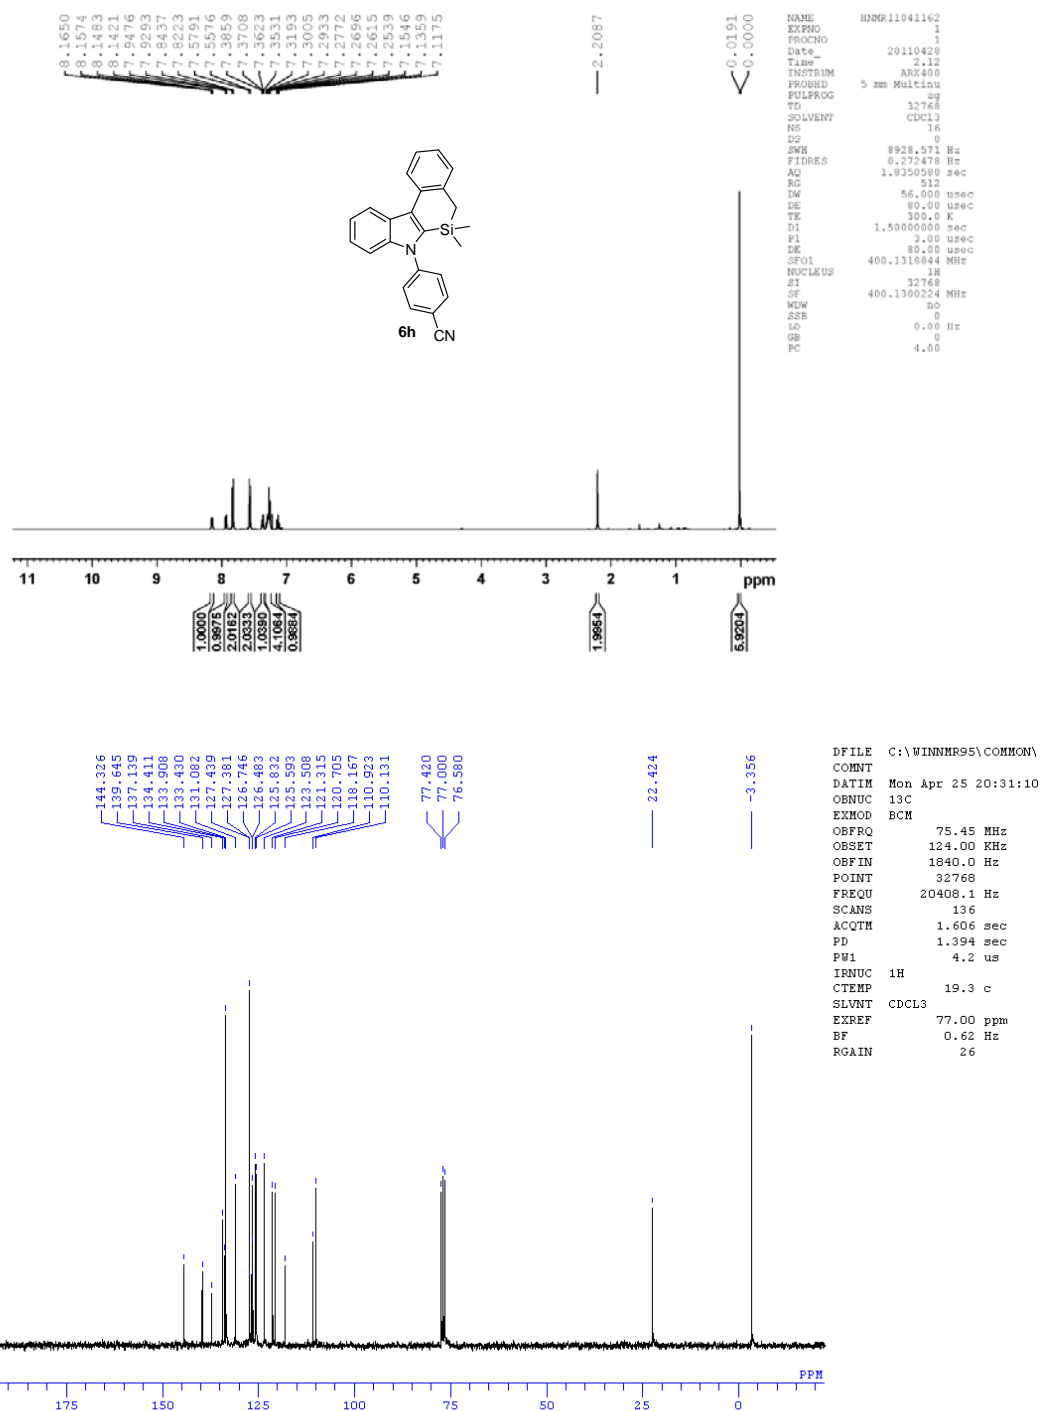 8.1650
8.1574
8.1483
8.1421
7.9476
7.9293
7.8437
7.8223
7.5791
7.5576
7.3859
7.3708
7.3623
7.3531
7.3193
7.3005
7.2933
7.2772
7.2696
7.2615
7.2539
7.1546
7.1359
7.1175
2.2087
0.0191
0.0000
NAME HNMR11041162
EXPNO 1
PROCNO 1
Date_ 20110428
Time 2.12
INSTRUM ARX400
PROBHD 5 mm Multinu
PULPROG zg
TD 32768
SOLVENT CDCl3
NS 16
DS 0
SWH 8928.571 Hz
FIDRES 0.272478 Hz
AQ 1.8350580 sec
RG 512
DW 56.000 usec
DE 80.00 usec
TE 300.0 K
D1 1.50000000 sec
P1 3.00 usec
DE 80.00 usec
SFO1 400.1318844 MHz
NUCLEUS 1H
SI 32768
SF 400.1300224 MHz
WDW no
SSB 0
LB 0.00 Hz
GB 0
PC 4.00
Si
N
6h
CN
11 10 9 8 7 6 5 4 3 2 1 ppm
1.0000
0.9975
2.0162
2.0333
1.0390
4.1064
0.9884
1.9954
5.9204
144.326
139.645
137.139
134.411
133.908
133.430
131.082
127.439
127.381
126.746
126.483
125.832
125.593
123.508
121.315
120.705
118.167
110.923
110.131
77.420
77.000
76.580
22.424
-3.356
DFILE C:\WINNMR95\COMMON\
COMNT
DATIM Mon Apr 25 20:31:10
OBNUC 13C
EXMOD BCM
OBFRQ 75.45 MHz
OBSET 124.00 KHz
OBFIN 1840.0 Hz
POINT 32768
FREQU 20408.1 Hz
SCANS 136
ACQTM 1.606 sec
PD 1.394 sec
PW1 4.2 us
IRNUC 1H
CTEMP 19.3 c
SLVNT CDCL3
EXREF 77.00 ppm
BF 0.62 Hz
RGAIN 26
PPM
175 150 125 100 75 50 25 0